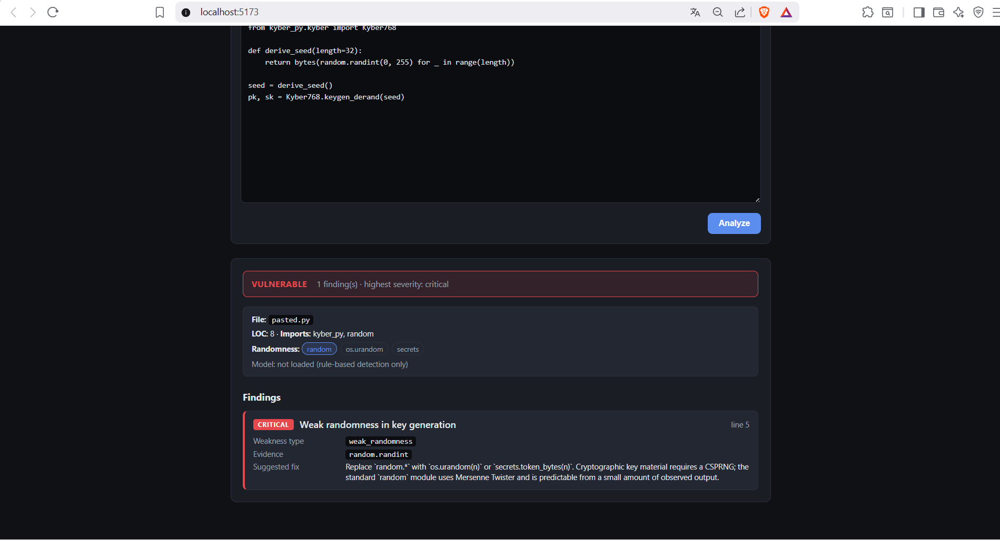 localhost:5173
from kyber_py.kyber import Kyber768
def derive_seed(length=32):
    return bytes(random.randint(0, 255) for _ in range(length))
seed = derive_seed()
pk, sk = Kyber768.keygen_derand(seed)
Analyze
VULNERABLE 1 finding(s) · highest severity: critical
File: pasted.py
LOC: 8 · Imports: kyber_py, random
Randomness: random os.urandom secrets
Model: not loaded (rule-based detection only)
Findings
CRITICAL Weak randomness in key generation line 5
Weakness type weak_randomness
Evidence random.randint
Suggested fix Replace `random.*` with `os.urandom(n)` or `secrets.token_bytes(n)`. Cryptographic key material requires a CSPRNG; the
standard `random` module uses Mersenne Twister and is predictable from a small amount of observed output.